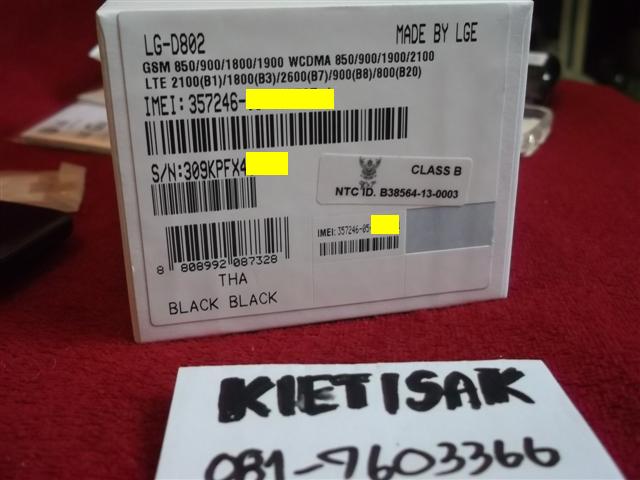 LG-D802
MADE BY LGE
GSM 850/900/1800/1900 WCDMA 850/900/1900/2100
LTE 2100(B1)/1800(B3)/2600(B7)/900(B8)/800(B20)
IMEI: 357246-
S/N: 309KPFX4
CLASS B
NTC ID. B38564-13-0003
IMEI: 357246-05-
8 808992 087328
THA
BLACK BLACK
KIETISAK
081-7603366